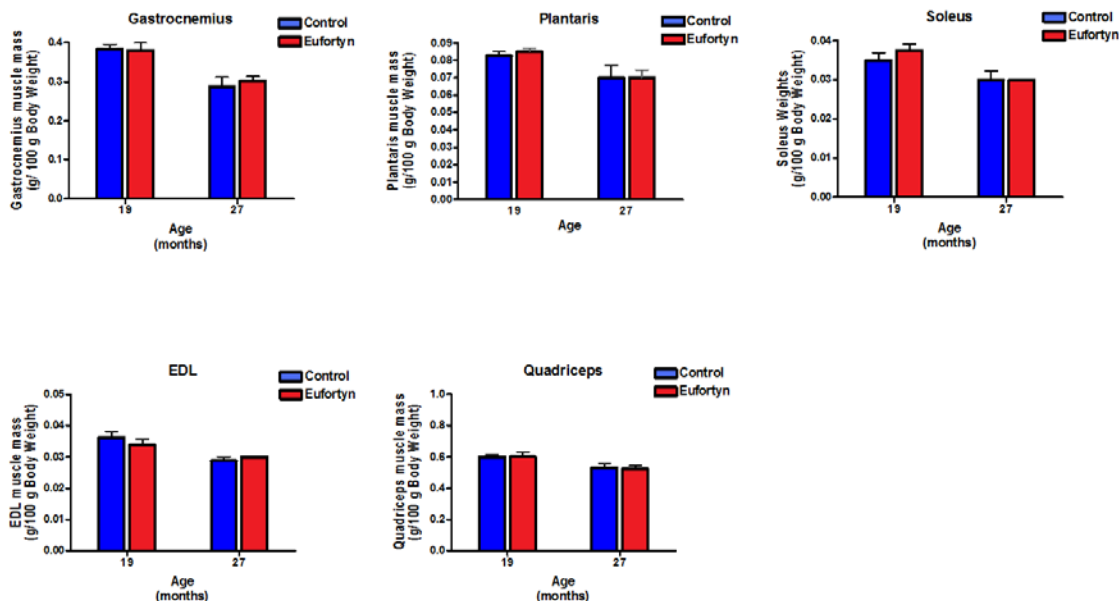 Gastrocnemius
Control
Eufortyn
Gastrocnemius muscle mass
(g/ 100 g Body Weight)
0.4
0.3
0.2
0.1
0.0
19
27
Age
(months)
Plantaris
Control
Eufortyn
Plantaris muscle mass
(g/100 g Body Weight)
0.09
0.08
0.07
0.06
0.05
0.04
0.03
0.02
0.01
0.00
19
27
Age
Soleus
Control
Eufortyn
Soleus Weights
(g/100 g Body Weight)
0.04
0.03
0.01
0.00
19
27
Age
(months)
EDL
Control
Eufortyn
EDL muscle mass
(g/100 g Body Weight)
0.05
0.04
0.03
0.01
0.00
19
27
Age
(months)
Quadriceps
Control
Eufortyn
Quadriceps muscle mass
(g/100 g Body Weight)
1.0
0.8
0.6
0.4
0.2
0.0
19
27
Age
(months)